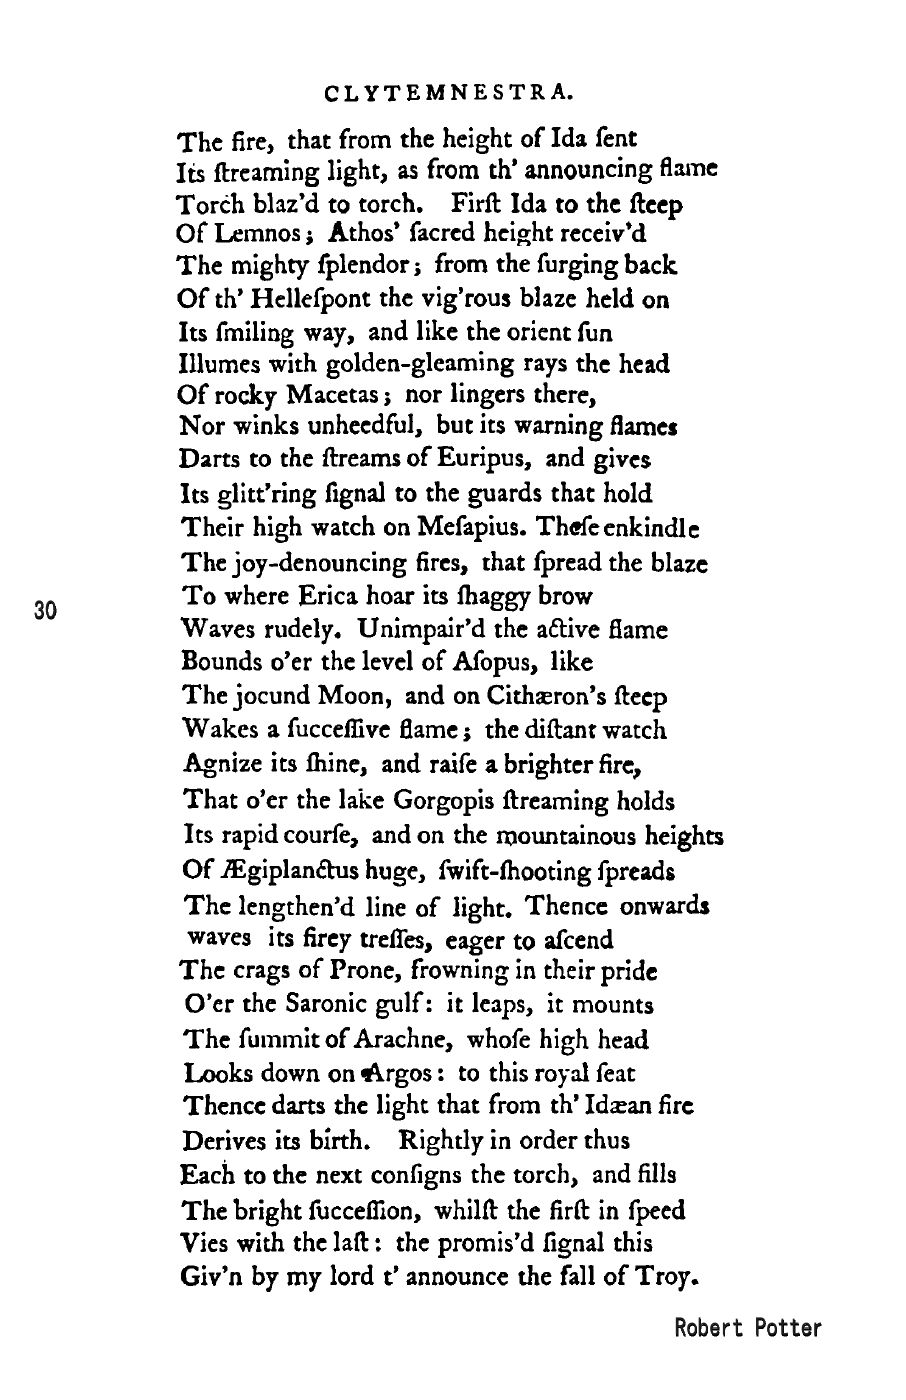 CLYTEMNESTRA.
The fire, that from the height of Ida ſent
Its ſtreaming light, as from th' announcing flame
Torch blaz'd to torch. Firſt Ida to the ſteep
Of Lemnos; Athos' ſacred height receiv'd
The mighty ſplendor; from the ſurging back
Of th' Helleſpont the vig'rous blaze held on
Its ſmiling way, and like the orient ſun
Illumes with golden-gleaming rays the head
Of rocky Macetas; nor lingers there,
Nor winks unheedful, but its warning flames
Darts to the ſtreams of Euripus, and gives
Its glitt'ring ſignal to the guards that hold
Their high watch on Meſapius. Theſe enkindle
The joy-denouncing fires, that ſpread the blaze
To where Erica hoar its ſhaggy brow
30
Waves rudely. Unimpair'd the active flame
Bounds o'er the level of Aſopus, like
The jocund Moon, and on Cithæron's ſteep
Wakes a ſucceſſive flame; the diſtant watch
Agnize its ſhine, and raiſe a brighter fire,
That o'er the lake Gorgopis ſtreaming holds
Its rapid courſe, and on the mountainous heights
Of Ægiplanctus huge, ſwift-ſhooting ſpreads
The lengthen'd line of light. Thence onwards
waves its firey treſſes, eager to aſcend
The crags of Prone, frowning in their pride
O'er the Saronic gulf: it leaps, it mounts
The ſummit of Arachne, whoſe high head
Looks down on Argos: to this royal ſeat
Thence darts the light that from th' Idæan fire
Derives its birth. Rightly in order thus
Each to the next conſigns the torch, and fills
The bright ſucceſſion, whilſt the firſt in ſpeed
Vies with the laſt: the promis'd ſignal this
Giv'n by my lord t' announce the fall of Troy.
Robert Potter